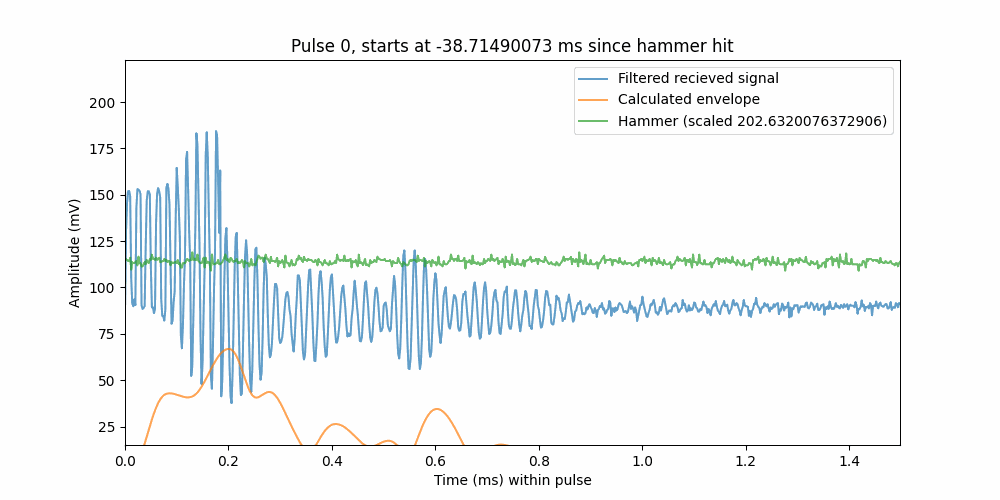 Pulse 0, starts at -38.71490073 ms since hammer hit
Filtered recieved signal
Calculated envelope
Hammer (scaled 202.6320076372906)
Amplitude (mV)
200
175
150
125
100
75
50
25
0.0 0.2 0.4 0.6 0.8 1.0 1.2 1.4
Time (ms) within pulse